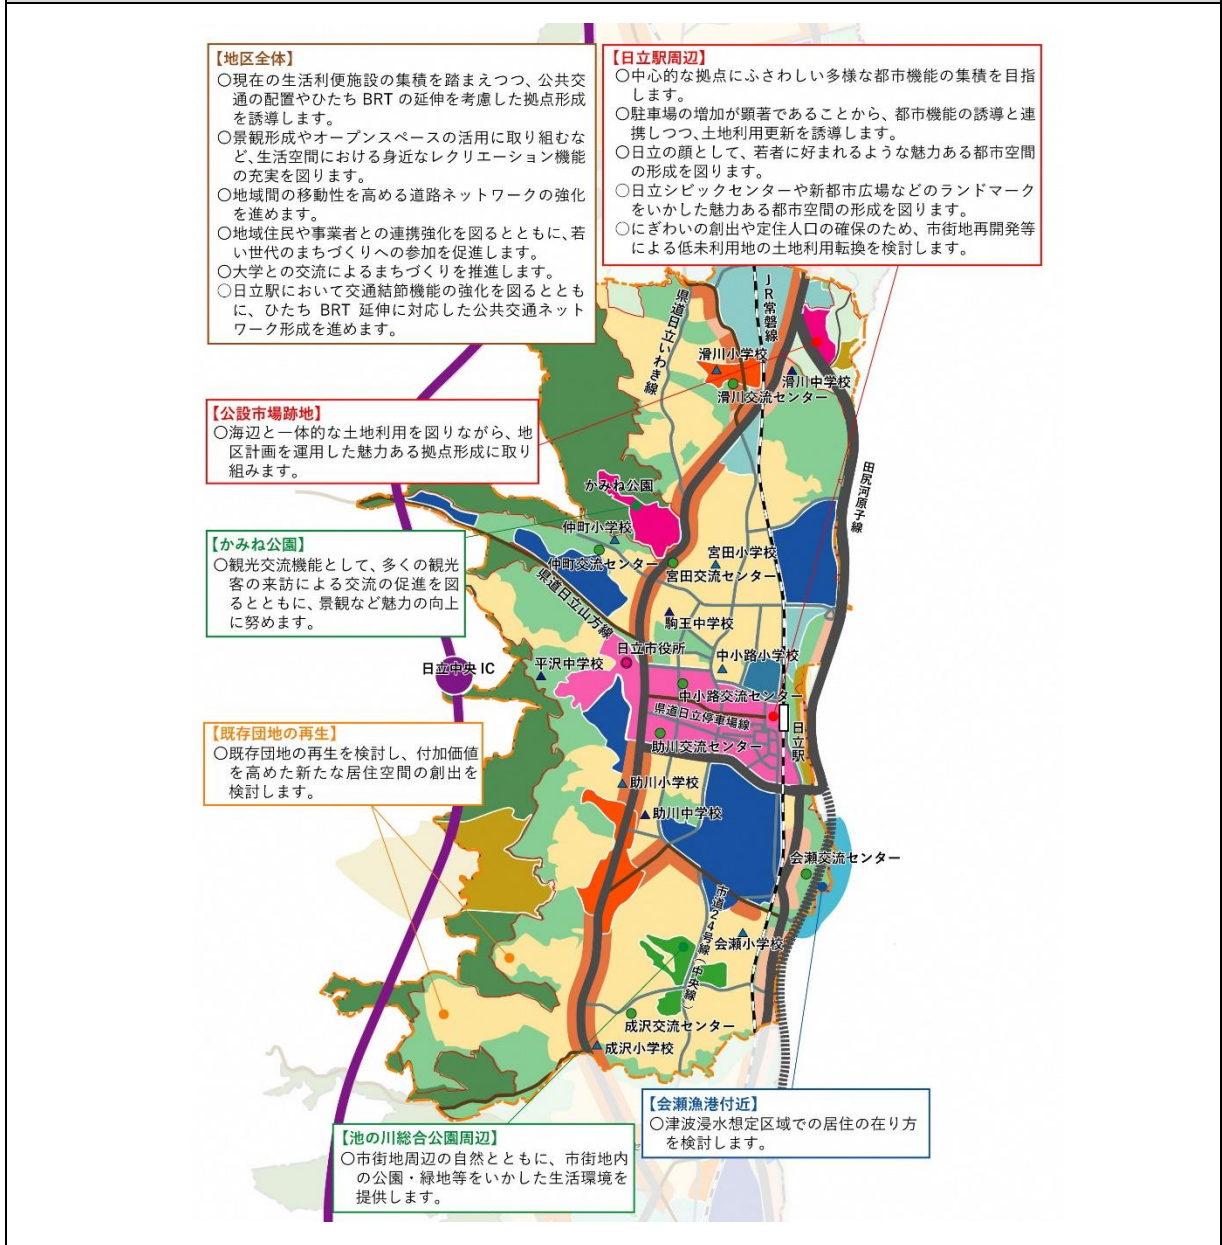 【地区全体】
○現在の生活利便施設の集積を踏まえつつ、公共交
通の配置やひたち BRT の延伸を考慮した拠点形成
を誘導します。
○景観形成やオープンスペースの活用に取り組むな
ど、生活空間における身近なレクリエーション機能
の充実を図ります。
○地域間の移動性を高める道路ネットワークの強化
を進めます。
○地域住民や事業者との連携強化を図るとともに、若
い世代のまちづくりへの参加を促進します。
○大学との交流によるまちづくりを推進します。
○日立駅において交通結節機能の強化を図るととも
に、ひたち BRT 延伸に対応した公共交通ネット
ワーク形成を進めます。
【日立駅周辺】
○中心的な拠点にふさわしい多様な都市機能の集積を目指
します。
○駐車場の増加が顕著であることから、都市機能の誘導と連
携しつつ、土地利用更新を誘導します。
○日立の顔として、若者に好まれるような魅力ある都市空間
の形成を図ります。
○日立シビックセンターや新都市広場などのランドマーク
をいかした魅力ある都市空間の形成を図ります。
○にぎわいの創出や定住人口の確保のため、市街地再開発等
による低未利用地の土地利用転換を検討します。
県道日立いわき線
JR常磐線
滑川小学校
滑川中学校
滑川交流センター
【公設市場跡地】
○海辺と一体的な土地利用を図りながら、地
区計画を運用した魅力ある拠点形成に取り
組みます。
田尻河原子線
かみね公園
仲町小学校
仲町交流センター
宮田小学校
宮田交流センター
【かみね公園】
○観光交流機能として、多くの観光
客の来訪による交流の促進を図
るとともに、景観など魅力の向上
に努めます。
県道日立山方線
駒王中学校
日立市役所
中小路小学校
平沢中学校
日立中央 IC
中小路交流センター
県道日立停車場線
日立駅
助川交流センター
【既存団地の再生】
○既存団地の再生を検討し、付加価値
を高めた新たな居住空間の創出を
検討します。
助川小学校
助川中学校
会瀬交流センター
市道24号線(中央線)
会瀬小学校
成沢交流センター
成沢小学校
【会瀬漁港付近】
○津波浸水想定区域での居住の在り方
を検討します。
【池の川総合公園周辺】
○市街地周辺の自然とともに、市街地内
の公園・緑地等をいかした生活環境を
提供します。